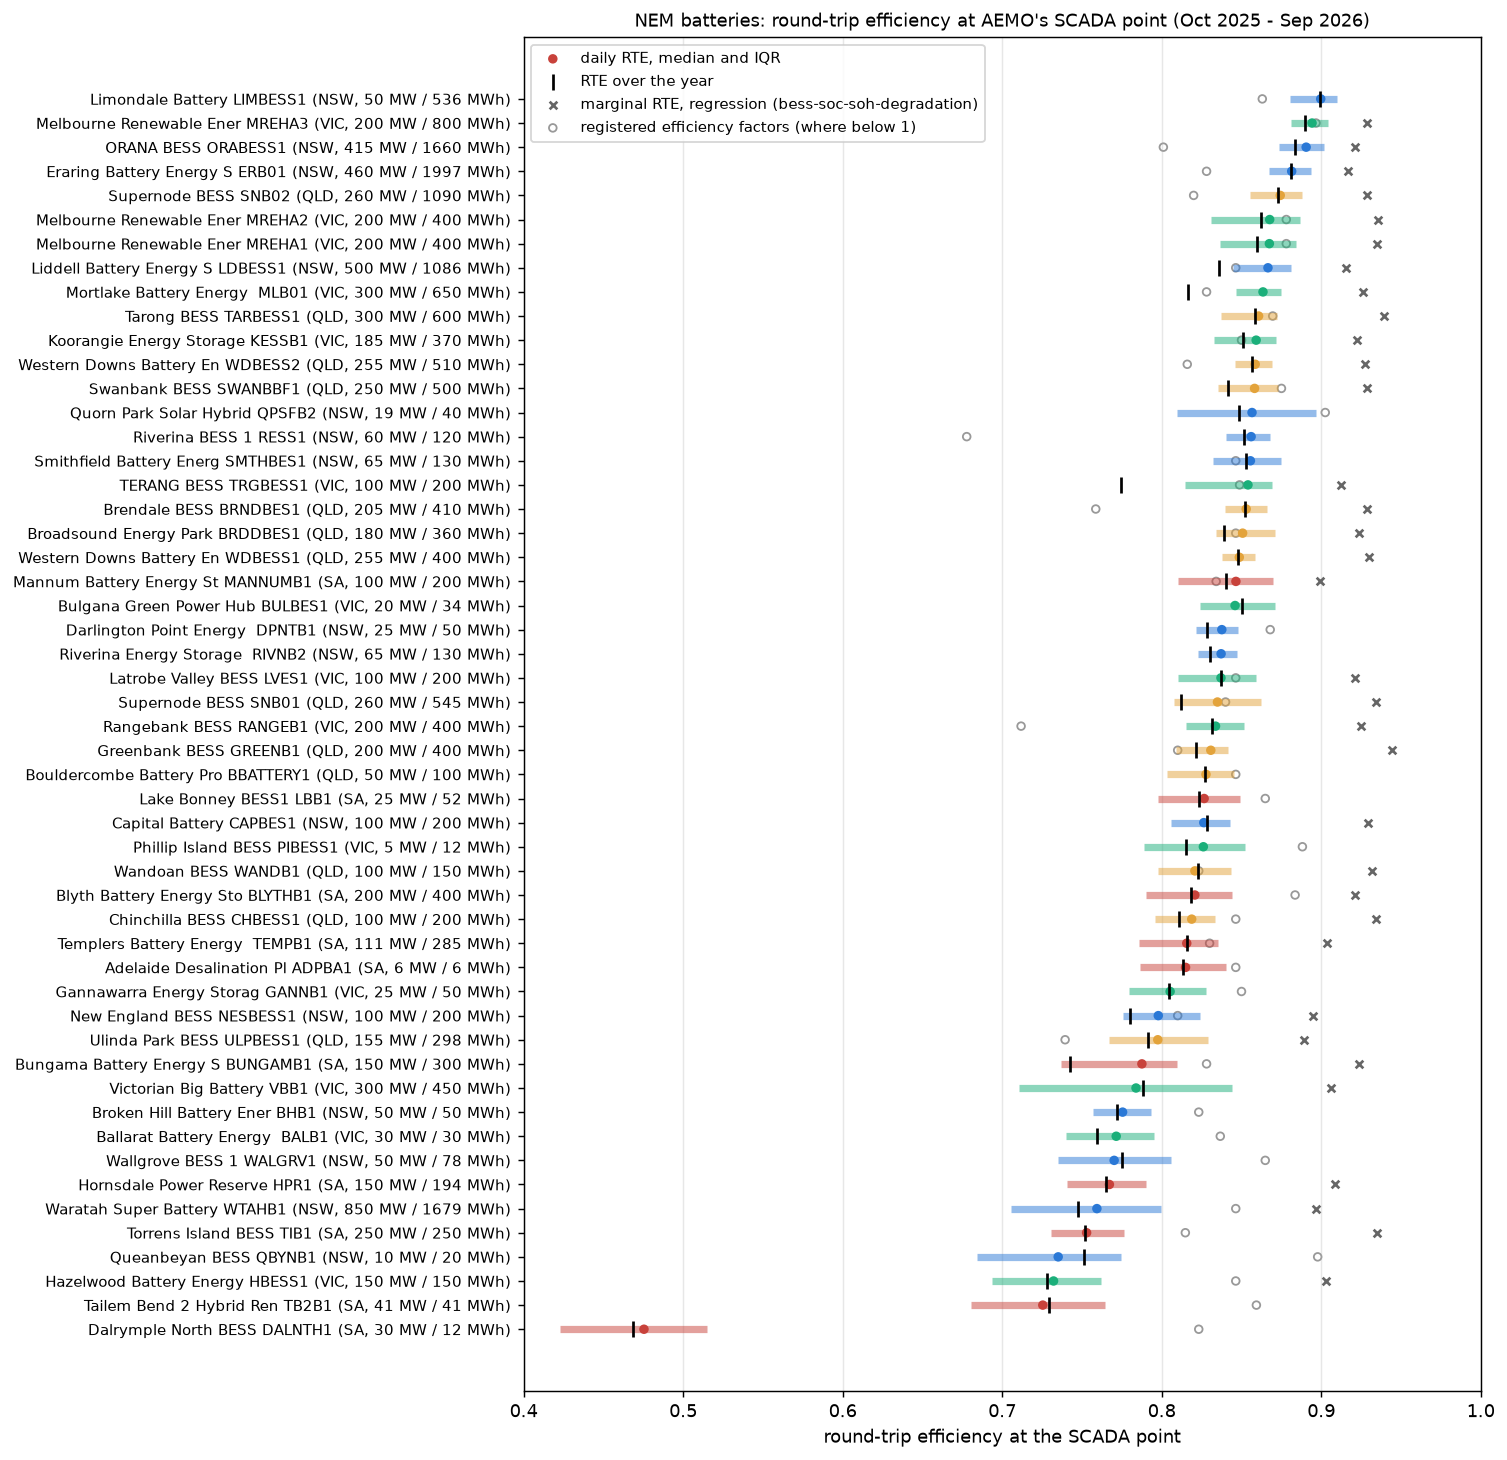 NEM batteries: round-trip efficiency at AEMO's SCADA point (Oct 2025 - Sep 2026)
daily RTE, median and IQR
RTE over the year
marginal RTE, regression (bess-soc-soh-degradation)
registered efficiency factors (where below 1)
Limondale Battery LIMBESS1 (NSW, 50 MW / 536 MWh)
Melbourne Renewable Ener MREHA3 (VIC, 200 MW / 800 MWh)
ORANA BESS ORABESS1 (NSW, 415 MW / 1660 MWh)
Eraring Battery Energy S ERB01 (NSW, 460 MW / 1997 MWh)
Supernode BESS SNB02 (QLD, 260 MW / 1090 MWh)
Melbourne Renewable Ener MREHA2 (VIC, 200 MW / 400 MWh)
Melbourne Renewable Ener MREHA1 (VIC, 200 MW / 400 MWh)
Liddell Battery Energy S LDBESS1 (NSW, 500 MW / 1086 MWh)
Mortlake Battery Energy  MLB01 (VIC, 300 MW / 650 MWh)
Tarong BESS TARBESS1 (QLD, 300 MW / 600 MWh)
Koorangie Energy Storage KESSB1 (VIC, 185 MW / 370 MWh)
Western Downs Battery En WDBESS2 (QLD, 255 MW / 510 MWh)
Swanbank BESS SWANBBF1 (QLD, 250 MW / 500 MWh)
Quorn Park Solar Hybrid QPSFB2 (NSW, 19 MW / 40 MWh)
Riverina BESS 1 RESS1 (NSW, 60 MW / 120 MWh)
Smithfield Battery Energ SMTHBES1 (NSW, 65 MW / 130 MWh)
TERANG BESS TRGBESS1 (VIC, 100 MW / 200 MWh)
Brendale BESS BRNDBES1 (QLD, 205 MW / 410 MWh)
Broadsound Energy Park BRDDBES1 (QLD, 180 MW / 360 MWh)
Western Downs Battery En WDBESS1 (QLD, 255 MW / 400 MWh)
Mannum Battery Energy St MANNUMB1 (SA, 100 MW / 200 MWh)
Bulgana Green Power Hub BULBES1 (VIC, 20 MW / 34 MWh)
Darlington Point Energy  DPNTB1 (NSW, 25 MW / 50 MWh)
Riverina Energy Storage  RIVNB2 (NSW, 65 MW / 130 MWh)
Latrobe Valley BESS LVES1 (VIC, 100 MW / 200 MWh)
Supernode BESS SNB01 (QLD, 260 MW / 545 MWh)
Rangebank BESS RANGEB1 (VIC, 200 MW / 400 MWh)
Greenbank BESS GREENB1 (QLD, 200 MW / 400 MWh)
Bouldercombe Battery Pro BBATTERY1 (QLD, 50 MW / 100 MWh)
Lake Bonney BESS1 LBB1 (SA, 25 MW / 52 MWh)
Capital Battery CAPBES1 (NSW, 100 MW / 200 MWh)
Phillip Island BESS PIBESS1 (VIC, 5 MW / 12 MWh)
Wandoan BESS WANDB1 (QLD, 100 MW / 150 MWh)
Blyth Battery Energy Sto BLYTHB1 (SA, 200 MW / 400 MWh)
Chinchilla BESS CHBESS1 (QLD, 100 MW / 200 MWh)
Templers Battery Energy  TEMPB1 (SA, 111 MW / 285 MWh)
Adelaide Desalination Pl ADPBA1 (SA, 6 MW / 6 MWh)
Gannawarra Energy Storag GANNB1 (VIC, 25 MW / 50 MWh)
New England BESS NESBESS1 (NSW, 100 MW / 200 MWh)
Ulinda Park BESS ULPBESS1 (QLD, 155 MW / 298 MWh)
Bungama Battery Energy S BUNGAMB1 (SA, 150 MW / 300 MWh)
Victorian Big Battery VBB1 (VIC, 300 MW / 450 MWh)
Broken Hill Battery Ener BHB1 (NSW, 50 MW / 50 MWh)
Ballarat Battery Energy  BALB1 (VIC, 30 MW / 30 MWh)
Wallgrove BESS 1 WALGRV1 (NSW, 50 MW / 78 MWh)
Hornsdale Power Reserve HPR1 (SA, 150 MW / 194 MWh)
Waratah Super Battery WTAHB1 (NSW, 850 MW / 1679 MWh)
Torrens Island BESS TIB1 (SA, 250 MW / 250 MWh)
Queanbeyan BESS QBYNB1 (NSW, 10 MW / 20 MWh)
Hazelwood Battery Energy HBESS1 (VIC, 150 MW / 150 MWh)
Tailem Bend 2 Hybrid Ren TB2B1 (SA, 41 MW / 41 MWh)
Dalrymple North BESS DALNTH1 (SA, 30 MW / 12 MWh)
0.4 0.5 0.6 0.7 0.8 0.9 1.0
round-trip efficiency at the SCADA point